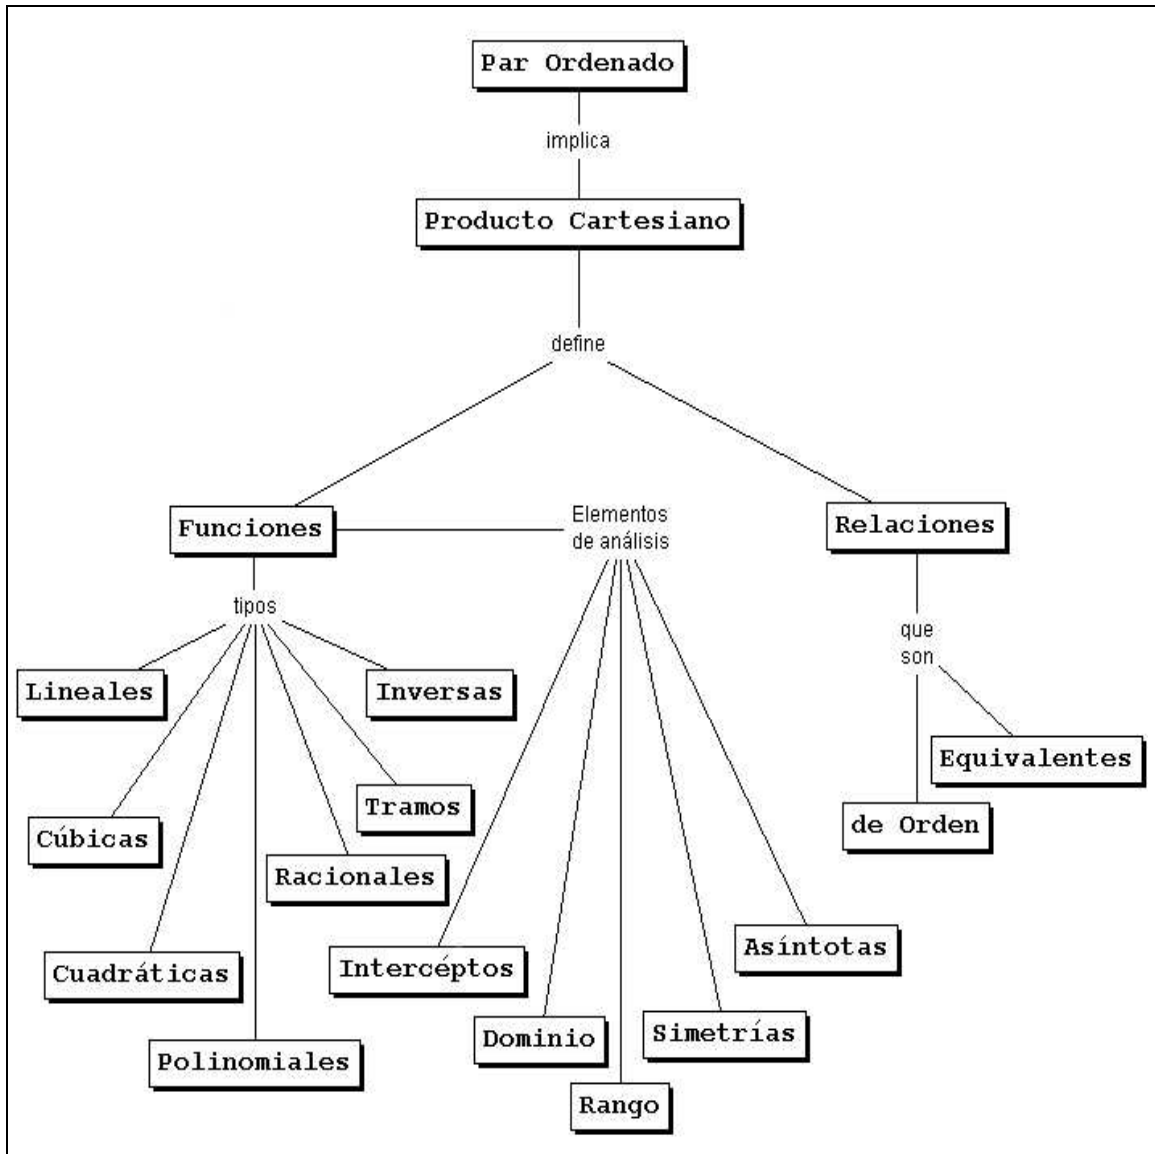 Par Ordenado
implica
Producto Cartesiano
define
Funciones
Elementos
de análisis
Relaciones
tipos
que
son
Lineales
Inversas
Equivalentes
Tramos
de Orden
Cúbicas
Racionales
Asíntotas
Intercéptos
Cuadráticas
Simetrías
Dominio
Polinomiales
Rango